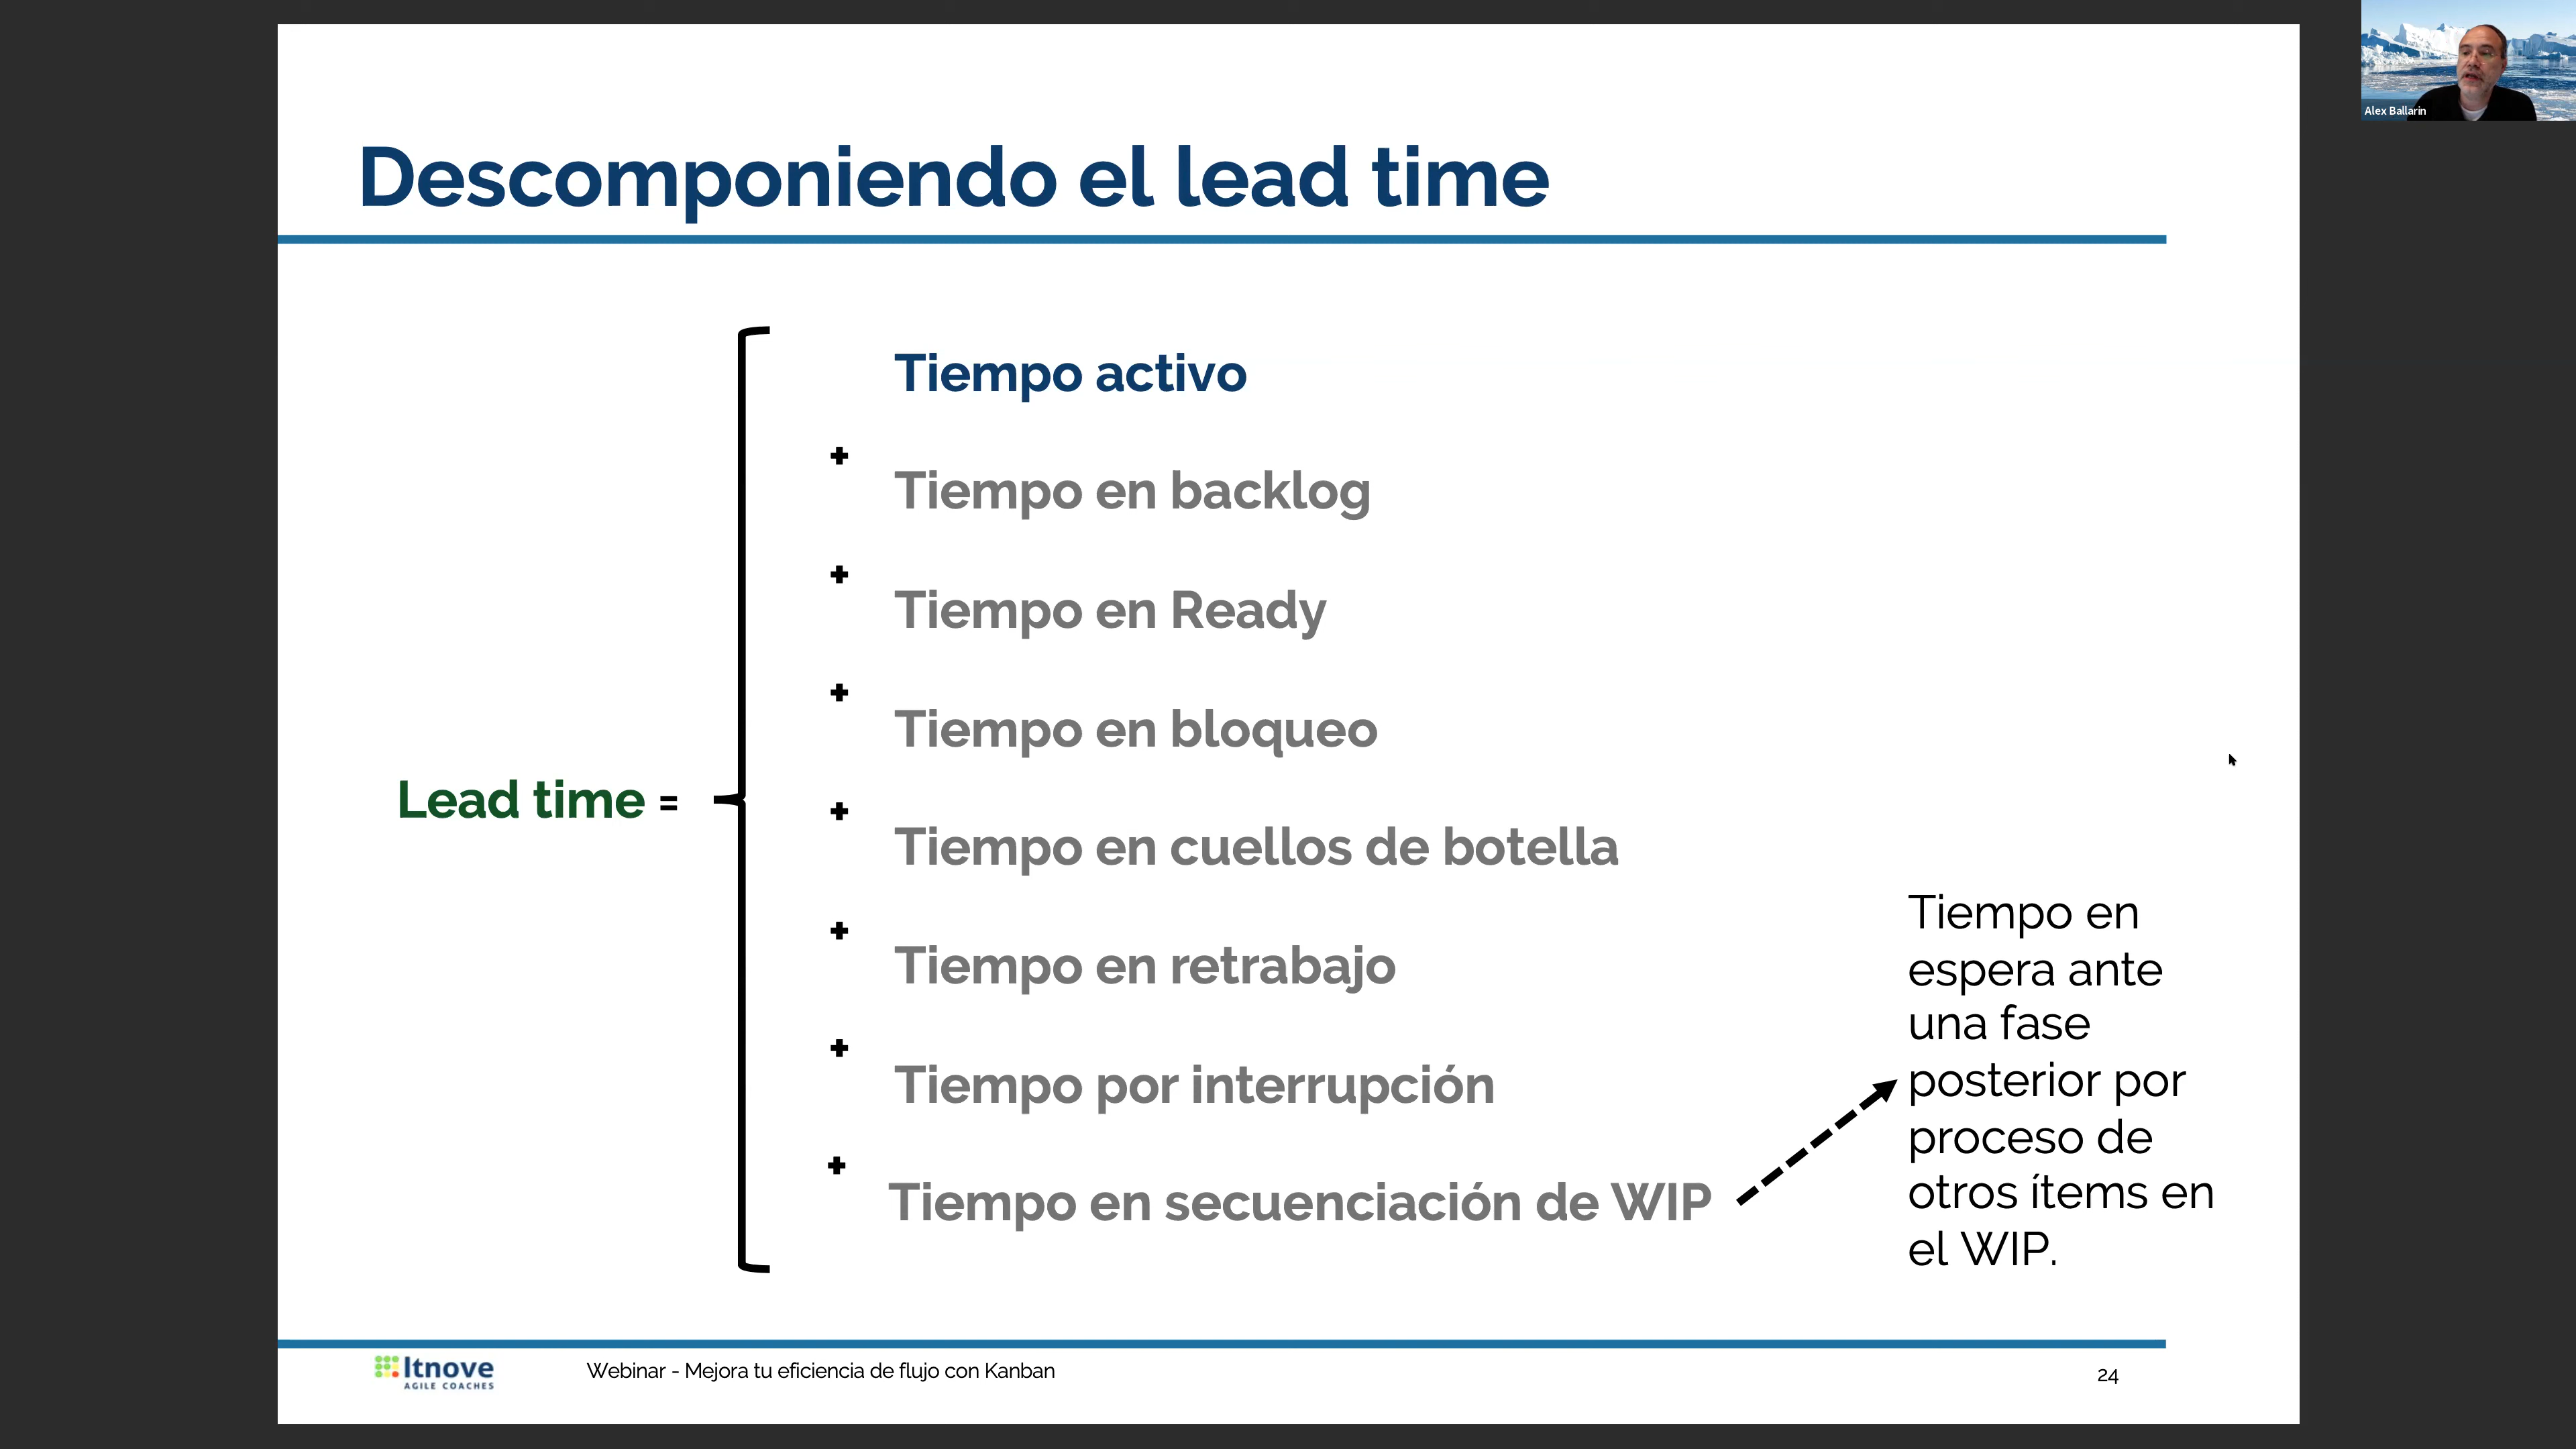 Alex Ballarin
Descomponiendo el lead time
Tiempo activo
+
Tiempo en backlog
+
Tiempo en Ready
+
Tiempo en bloqueo
Lead time =
+
Tiempo en cuellos de botella
+
Tiempo en retrabajo
+
Tiempo por interrupción
+
Tiempo en secuenciación de WIP
Tiempo en
espera ante
una fase
posterior por
proceso de
otros ítems en
el WIP.
Itnove
AGILE COACHES
Webinar - Mejora tu eficiencia de flujo con Kanban
24